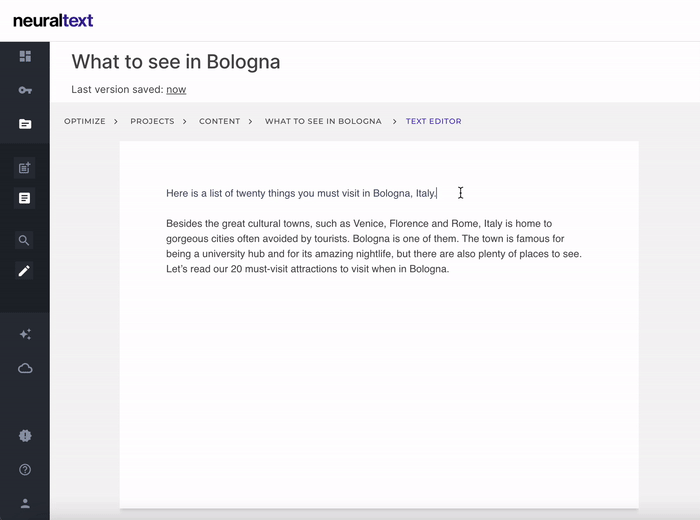 neuraltext
What to see in Bologna
Last version saved: now
OPTIMIZE > PROJECTS > CONTENT > WHAT TO SEE IN BOLOGNA > TEXT EDITOR
Here is a list of twenty things you must visit in Bologna, Italy.
Besides the great cultural towns, such as Venice, Florence and Rome, Italy is home to
gorgeous cities often avoided by tourists. Bologna is one of them. The town is famous for
being a university hub and for its amazing nightlife, but there are also plenty of places to see.
Let's read our 20 must-visit attractions to visit when in Bologna.